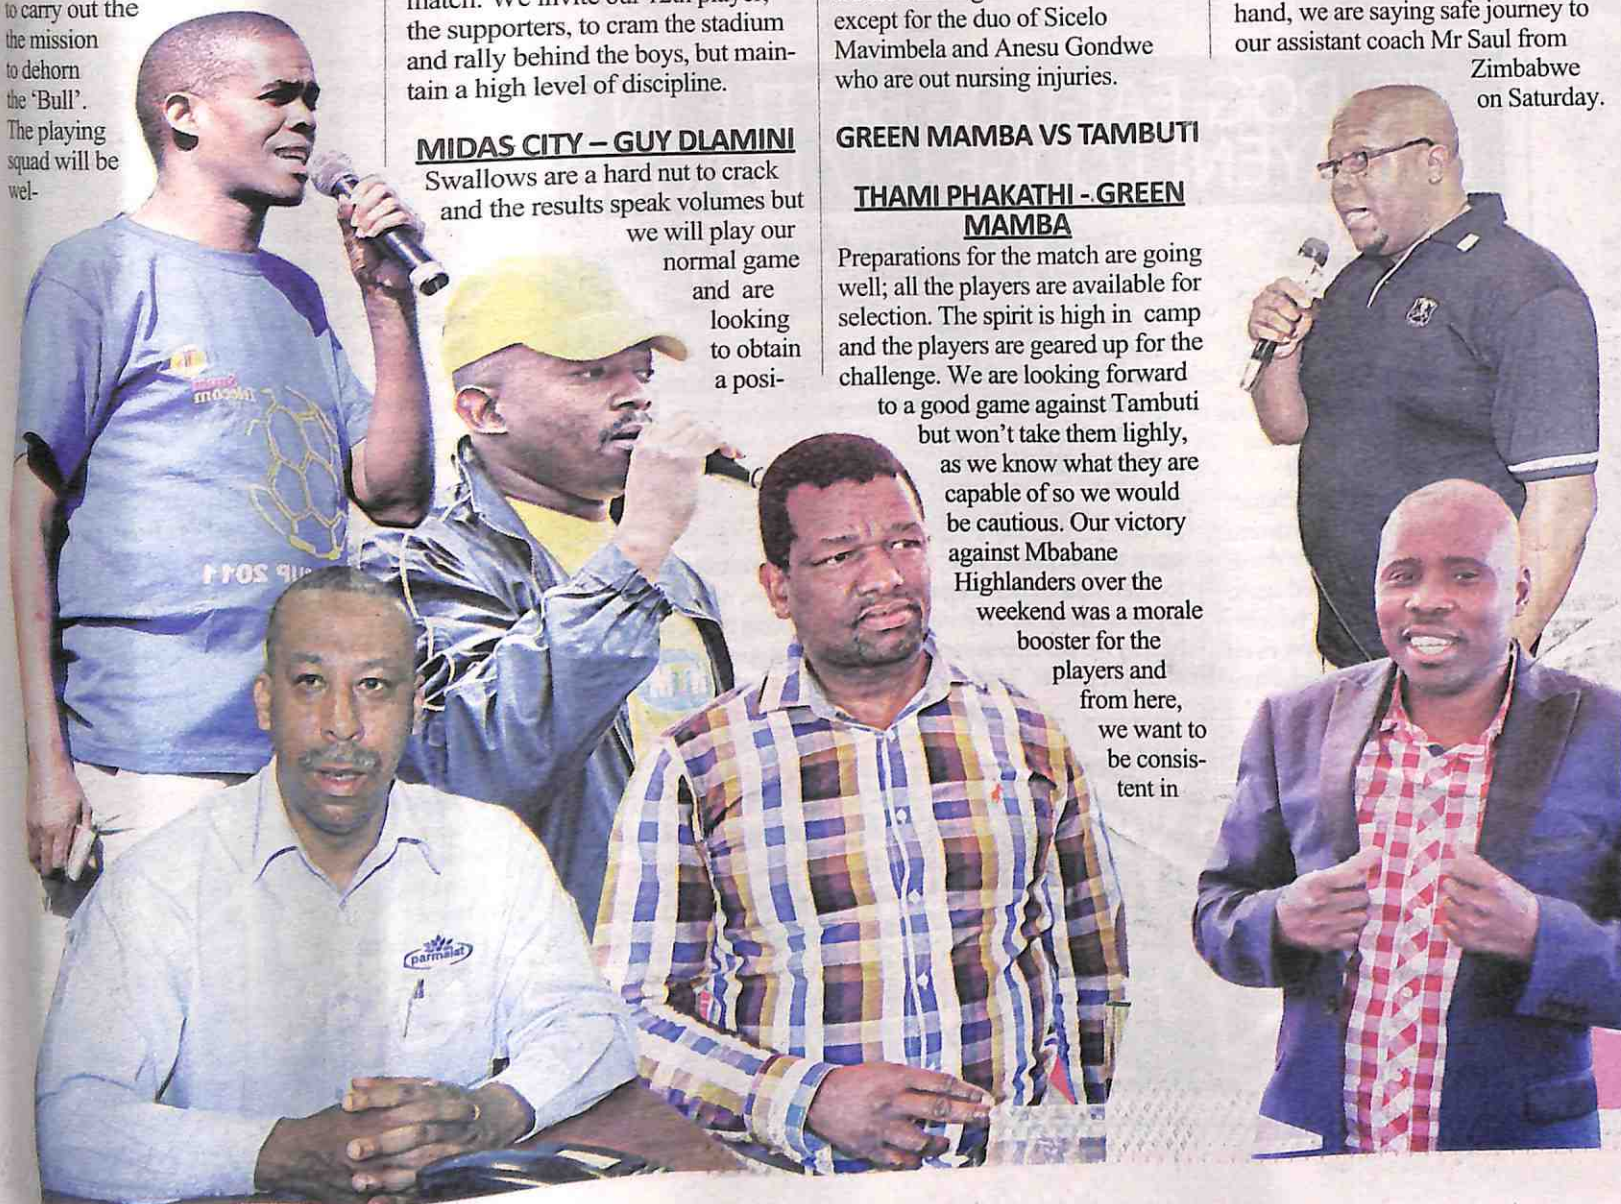 to carry out the
the mission
to dehorn
the ‘Bull’.
The playing
squad will be
wel-
the supporters, to cram the stadium
and rally behind the boys, but main-
tain a high level of discipline.
MIDAS CITY – GUY DLAMINI
Swallows are a hard nut to crack
and the results speak volumes but
we will play our
normal game
and are
looking
to obtain
a posi-
except for the duo of Sicelo
Mavimbela and Anesu Gondwe
who are out nursing injuries.
GREEN MAMBA VS TAMBUTI
THAMI PHAKATHI - GREEN
MAMBA
Preparations for the match are going
well; all the players are available for
selection. The spirit is high in camp
and the players are geared up for the
challenge. We are looking forward
to a good game against Tambuti
but won’t take them lighly,
as we know what they are
capable of so we would
be cautious. Our victory
against Mbabane
Highlanders over the
weekend was a morale
booster for the
players and
from here,
we want to
be consis-
tent in
hand, we are saying safe journey to
our assistant coach Mr Saul from
Zimbabwe
on Saturday.
CUP 2011
MTN
parmalat